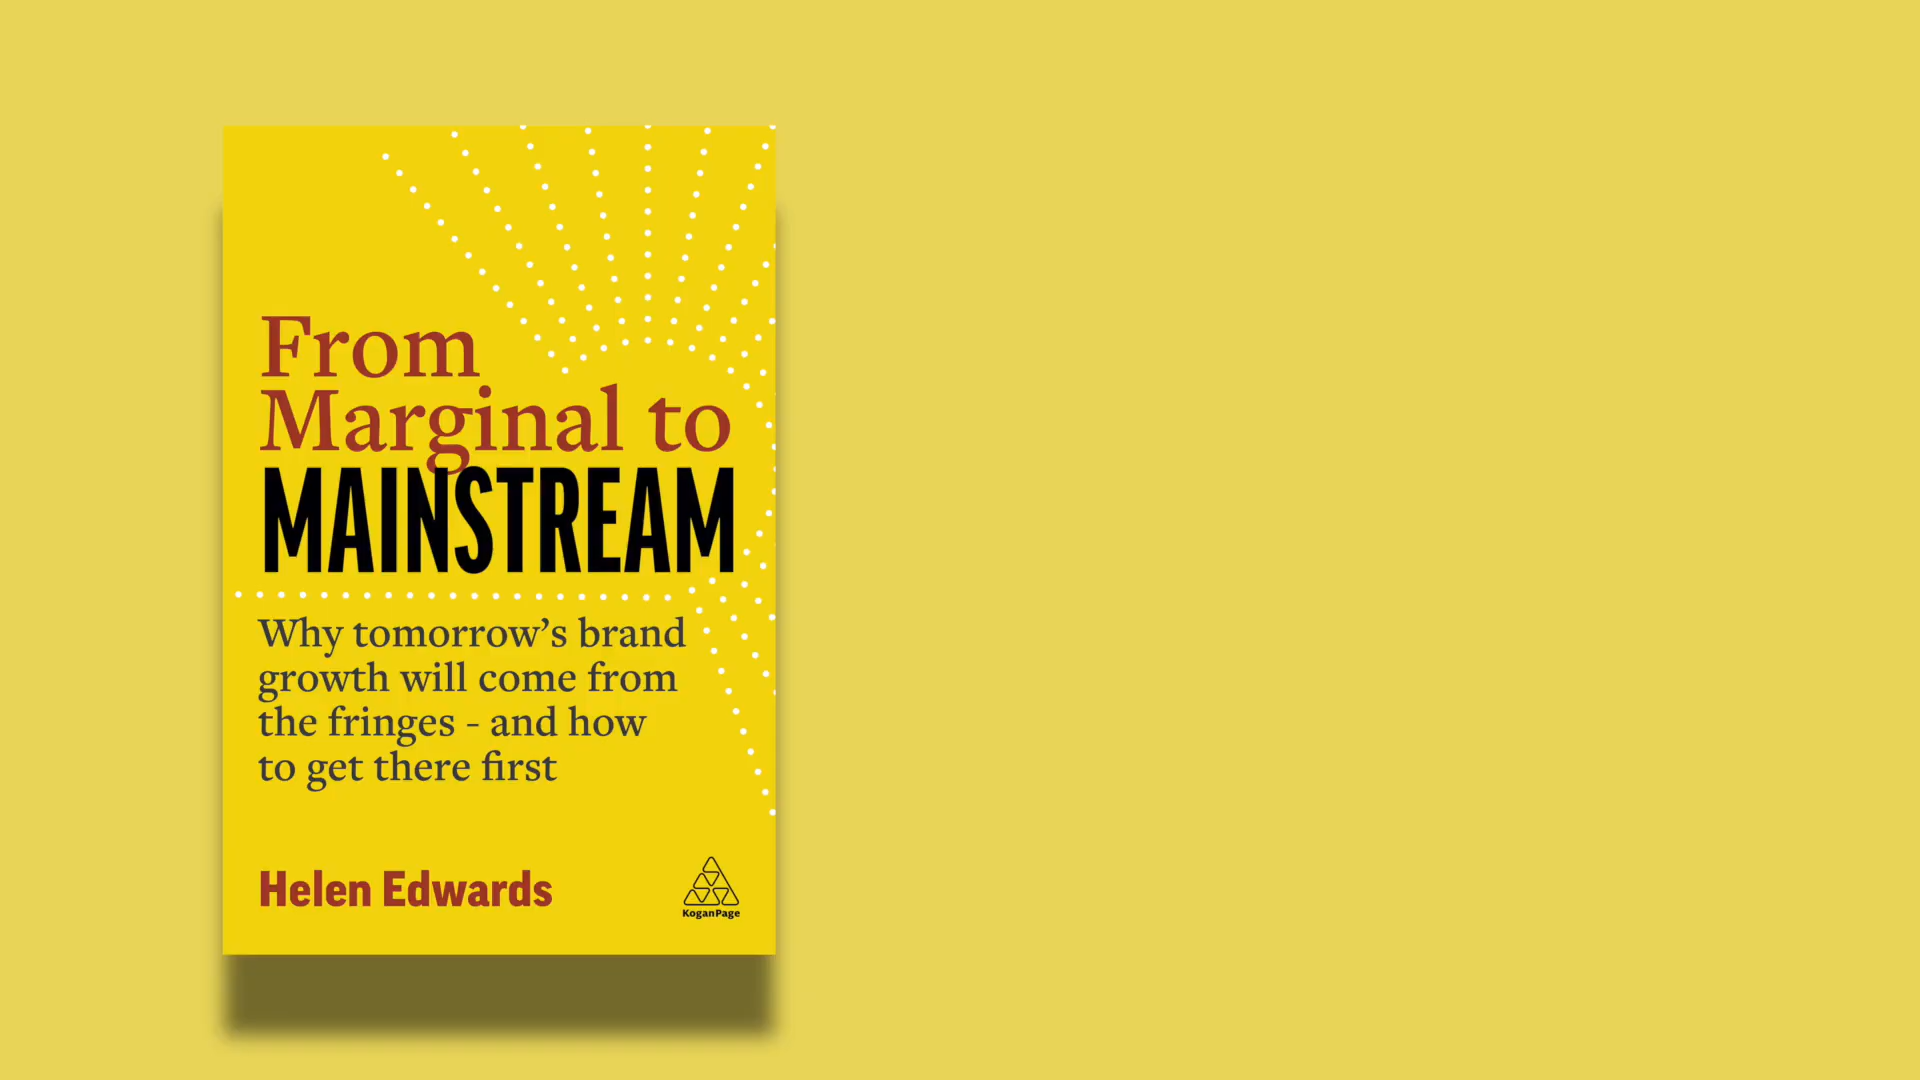 From
Marginal to
MAINSTREAM
Why tomorrow’s brand
growth will come from
the fringes - and how
to get there first
Helen Edwards
KoganPage